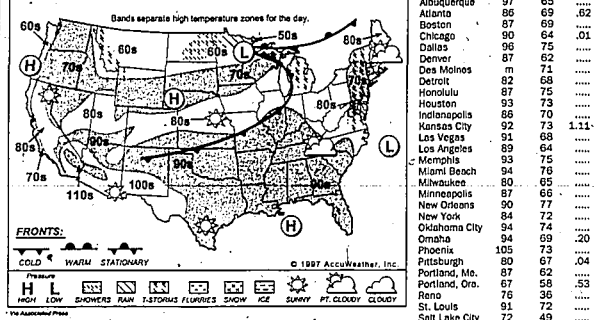 Bands separate high temperature zones for the day.
60s
50s
80s
60s
60s
L
H
70s
70s
70s
H
80s
80s
80s
80s
90s
L
80s
90s
70s
100s
110s
90s
H
FRONTS:
COLD WARM STATIONARY
© 1997 AccuWeather, Inc.
Pressure
H L
HIGH LOW SHOWERS RAIN T-STORMS FLURRIES SNOW ICE SUNNY PT. CLOUDY CLOUDY
Via Associated Press
Albuquerque 97 65 .....
Atlanta 86 69 .62
Boston 87 69 .....
Chicago 90 64 .01
Dallas 96 75 .....
Denver 87 62 .....
Des Moines m 71 .....
Detroit 82 68 .....
Honolulu 87 75 .....
Houston 93 73 .....
Indianapolis 86 70 .....
Kansas City 92 73 1.11
Las Vegas 91 68 .....
Los Angeles 89 64 .....
Memphis 93 75 .....
Miami Beach 94 76 .....
Milwaukee 80 65 .....
Minneapolis 87 66 .....
New Orleans 90 77 .....
New York 84 72 .....
Oklahoma City 94 74 .....
Omaha 94 69 .20
Phoenix 105 73 .....
Pittsburgh 80 67 .04
Portland, Me. 87 62 .....
Portland, Ore. 67 58 .53
Reno 76 36 .....
St. Louis 91 72 .....
Salt Lake City 72 49 .....